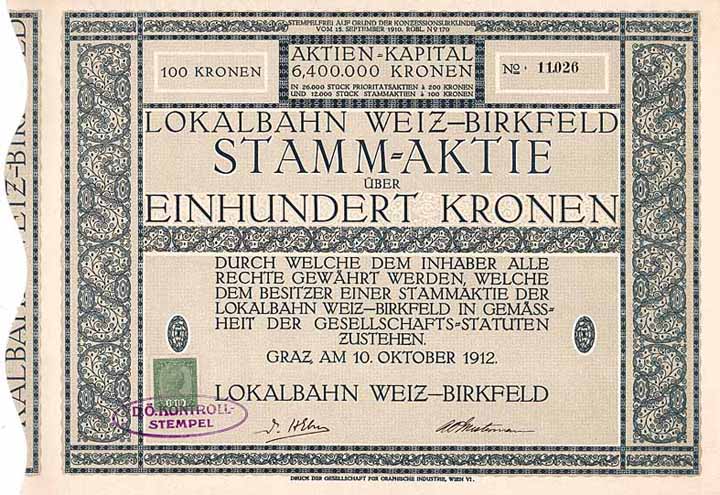 STEMPELFREI AUF GRUND DER KONZESSIONSURKUNDE
VOM 15. SEPTEMBER 1910. RGBL. No 170
100 KRONEN
AKTIEN=KAPITAL
6,400.000 KRONEN
IN 26.000 STÜCK PRIORITÄTSAKTIEN à 200 KRONEN
UND 12.000 STÜCK STAMMAKTIEN à 100 KRONEN
No. 11.026
LOKALBAHN WEIZ–BIRKFELD
STAMM=AKTIE
ÜBER
EINHUNDERT KRONEN
DURCH WELCHE DEM INHABER ALLE
RECHTE GEWÄHRT WERDEN, WELCHE
DEM BESITZER EINER STAMMAKTIE DER
LOKALBAHN WEIZ–BIRKFELD IN GEMÄSS=
HEIT DER GESELLSCHAFTS=STATUTEN
ZUSTEHEN.
GRAZ, AM 10. OKTOBER 1912.
LOKALBAHN WEIZ–BIRKFELD
D.Ö. KONTROLL-
STEMPEL
DRUCK DER GESELLSCHAFT FÜR GRAPHISCHE INDUSTRIE, WIEN VI.